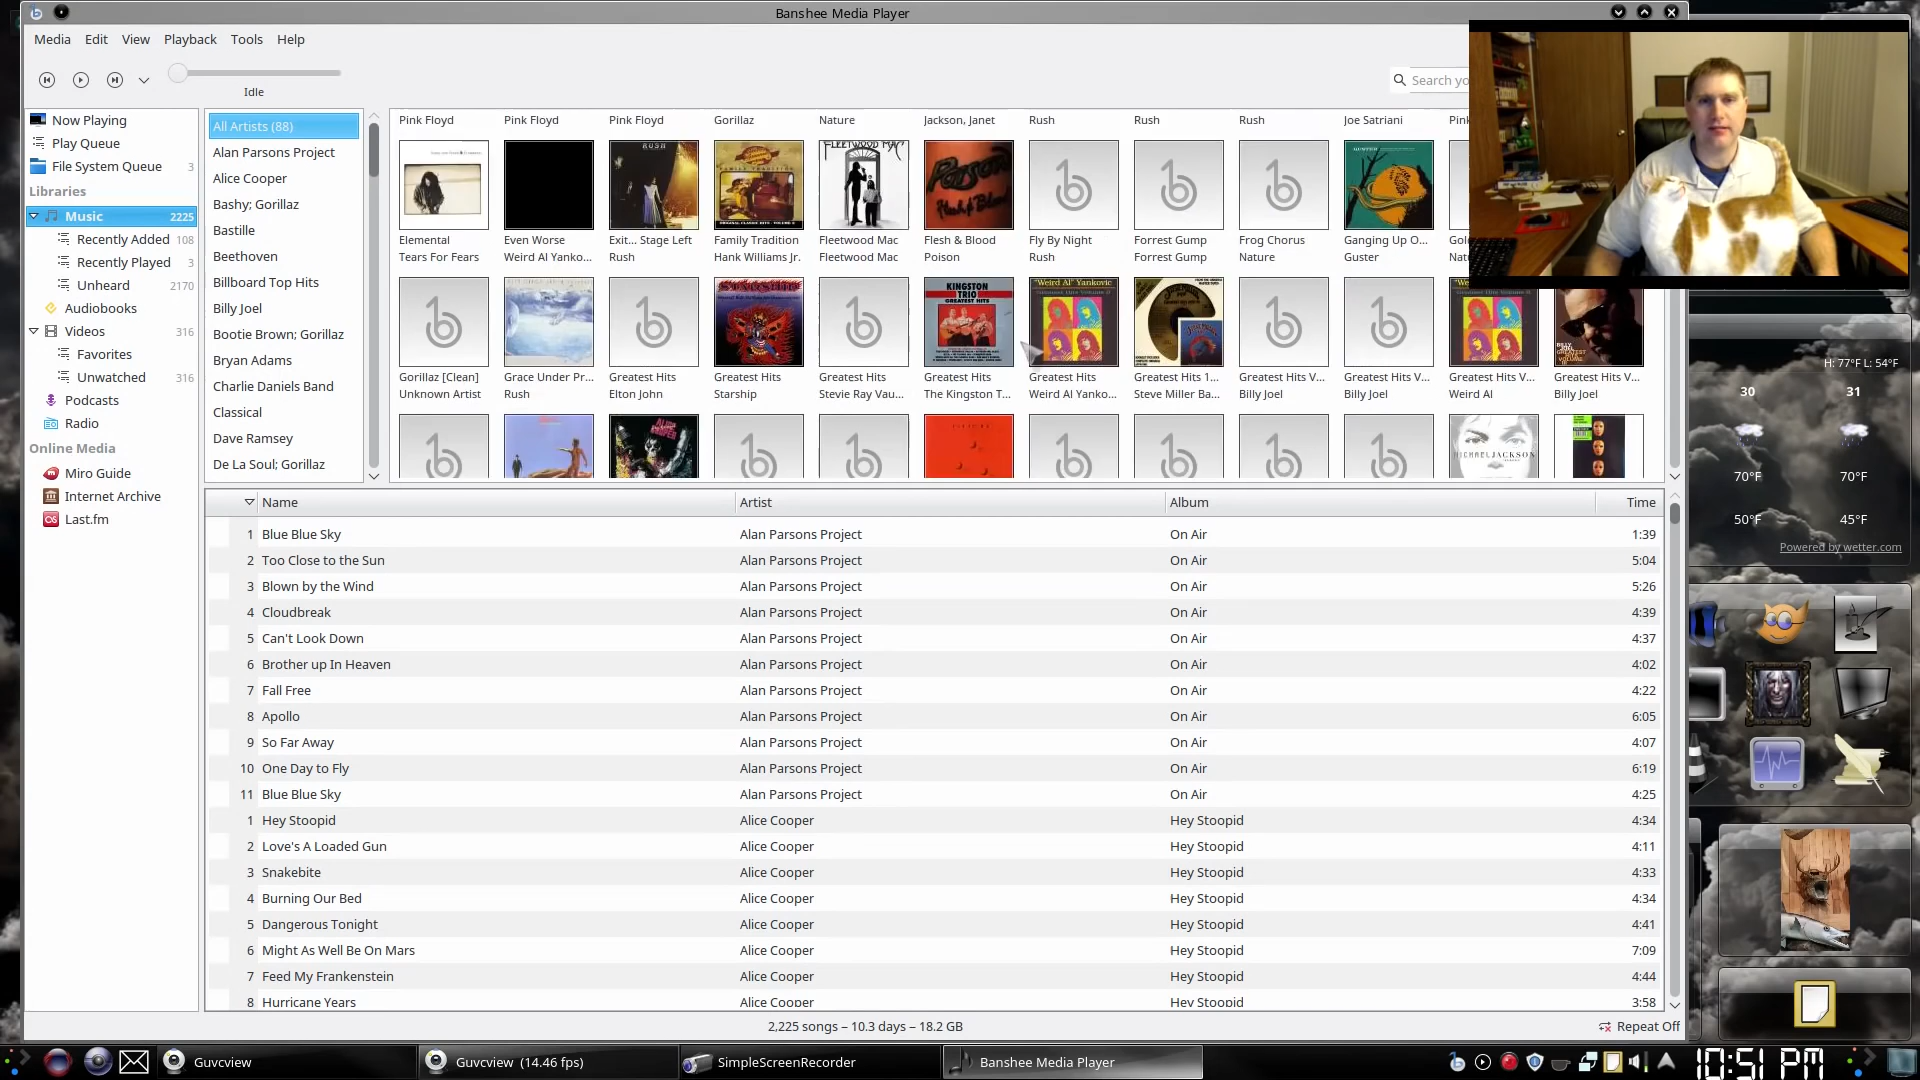 Banshee Media Player
Media Edit View Playback Tools Help
Idle
Search yo
Now Playing
Play Queue
File System Queue 3
Libraries
Music 2225
Recently Added 108
Recently Played 3
Unheard 2170
Audiobooks
Videos 316
Favorites
Unwatched 316
Podcasts
Radio
Online Media
Miro Guide
Internet Archive
Last.fm
All Artists (88)
Alan Parsons Project
Alice Cooper
Bashy; Gorillaz
Bastille
Beethoven
Billboard Top Hits
Billy Joel
Bootie Brown; Gorillaz
Bryan Adams
Charlie Daniels Band
Classical
Dave Ramsey
De La Soul; Gorillaz
Pink Floyd Pink Floyd Pink Floyd Gorillaz Nature Jackson, Janet Rush Rush Rush Joe Satriani Pink
Elemental Even Worse Exit... Stage Left Family Tradition Fleetwood Mac Flesh & Blood Fly By Night Forrest Gump Frog Chorus Ganging Up O...
Tears For Fears Weird Al Yanko... Rush Hank Williams Jr. Fleetwood Mac Poison Rush Forrest Gump Nature Guster
Gorillaz [Clean] Grace Under Pr... Greatest Hits Greatest Hits Greatest Hits Greatest Hits Greatest Hits Greatest Hits 1... Greatest Hits V... Greatest Hits V... Greatest Hits V... Greatest Hits V...
Unknown Artist Rush Elton John Starship Stevie Ray Vau... The Kingston T... Weird Al Yanko... Steve Miller Ba... Billy Joel Billy Joel Weird Al Billy Joel
Name Artist Album Time
1 Blue Blue Sky Alan Parsons Project On Air 1:39
2 Too Close to the Sun Alan Parsons Project On Air 5:04
3 Blown by the Wind Alan Parsons Project On Air 5:26
4 Cloudbreak Alan Parsons Project On Air 4:39
5 Can't Look Down Alan Parsons Project On Air 4:37
6 Brother up In Heaven Alan Parsons Project On Air 4:02
7 Fall Free Alan Parsons Project On Air 4:22
8 Apollo Alan Parsons Project On Air 6:05
9 So Far Away Alan Parsons Project On Air 4:07
10 One Day to Fly Alan Parsons Project On Air 6:19
11 Blue Blue Sky Alan Parsons Project On Air 4:25
1 Hey Stoopid Alice Cooper Hey Stoopid 4:34
2 Love's A Loaded Gun Alice Cooper Hey Stoopid 4:11
3 Snakebite Alice Cooper Hey Stoopid 4:33
4 Burning Our Bed Alice Cooper Hey Stoopid 4:34
5 Dangerous Tonight Alice Cooper Hey Stoopid 4:41
6 Might As Well Be On Mars Alice Cooper Hey Stoopid 7:09
7 Feed My Frankenstein Alice Cooper Hey Stoopid 4:44
8 Hurricane Years Alice Cooper Hey Stoopid 3:58
2,225 songs – 10.3 days – 18.2 GB
Repeat Off
H: 77°F L: 54°F
30 31
70°F 70°F
50°F 45°F
Powered by wetter.com
Guvcview
Guvcview (14.46 fps)
SimpleScreenRecorder
Banshee Media Player
10:51 PM